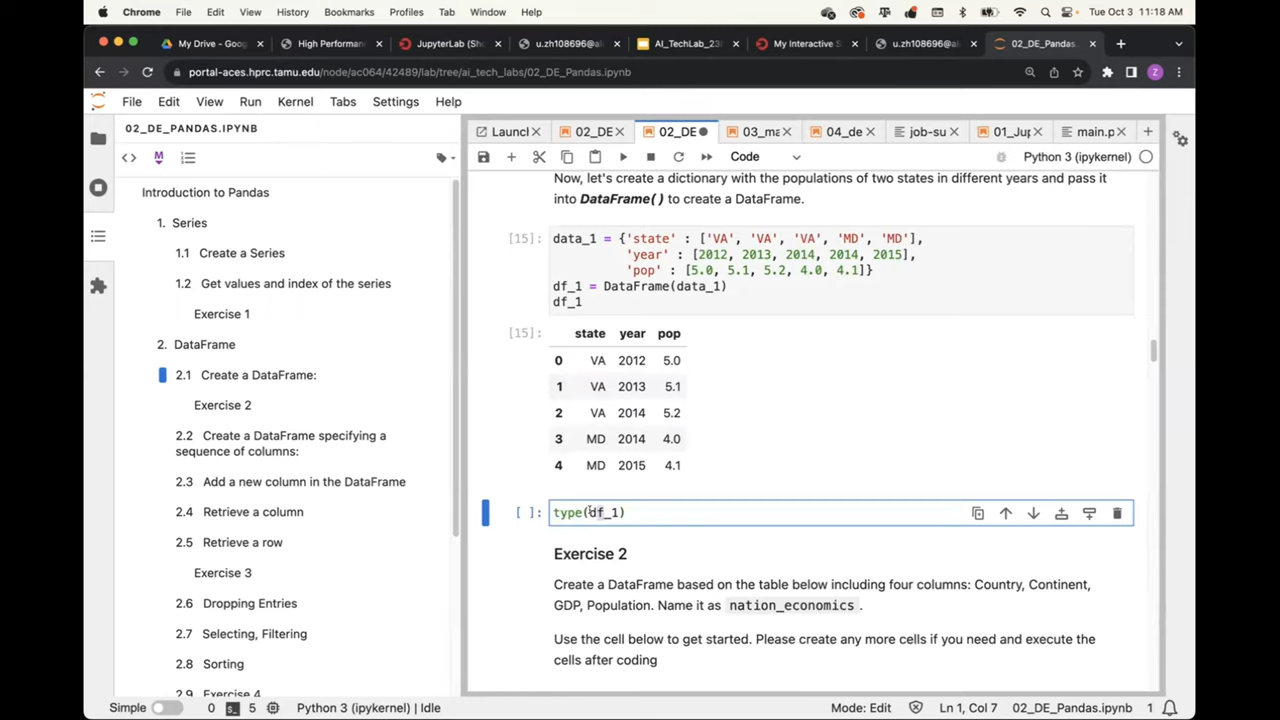 Chrome File Edit View History Bookmarks Profiles Tab Window Help Tue Oct 3 11:18 AM
My Drive - Goo High Performan JupyterLab (Sho u.zh108696@al AI_TechLab_23 My Interactive S u.zh108696@al 02_DE_Pandas.
portal-aces.hprc.tamu.edu/node/ac064/42489/lab/tree/ai_tech_labs/02_DE_Pandas.ipynb Z
File Edit View Run Kernel Tabs Settings Help
02_DE_PANDAS.IPYNB
Introduction to Pandas
1. Series
1.1 Create a Series
1.2 Get values and index of the series
Exercise 1
2. DataFrame
2.1 Create a DataFrame:
Exercise 2
2.2 Create a DataFrame specifying a
sequence of columns:
2.3 Add a new column in the DataFrame
2.4 Retrieve a column
2.5 Retrieve a row
Exercise 3
2.6 Dropping Entries
2.7 Selecting, Filtering
2.8 Sorting
2.9 Exercise 4
Launcl 02_DE 02_DE 03_ma 04_de job-su 01_Jup main.p
Code Python 3 (ipykernel)
Now, let's create a dictionary with the populations of two states in different years and pass it
into DataFrame( ) to create a DataFrame.
[15]: data_1 = {'state' : ['VA', 'VA', 'VA', 'MD', 'MD'],
'year' : [2012, 2013, 2014, 2014, 2015],
'pop' : [5.0, 5.1, 5.2, 4.0, 4.1]}
df_1 = DataFrame(data_1)
df_1
[15]: state year pop
0 VA 2012 5.0
1 VA 2013 5.1
2 VA 2014 5.2
3 MD 2014 4.0
4 MD 2015 4.1
[ ]: type(df_1)
Exercise 2
Create a DataFrame based on the table below including four columns: Country, Continent,
GDP, Population. Name it as nation_economics .
Use the cell below to get started. Please create any more cells if you need and execute the
cells after coding
Simple 0 5 Python 3 (ipykernel) | Idle Mode: Edit Ln 1, Col 7 02_DE_Pandas.ipynb 1